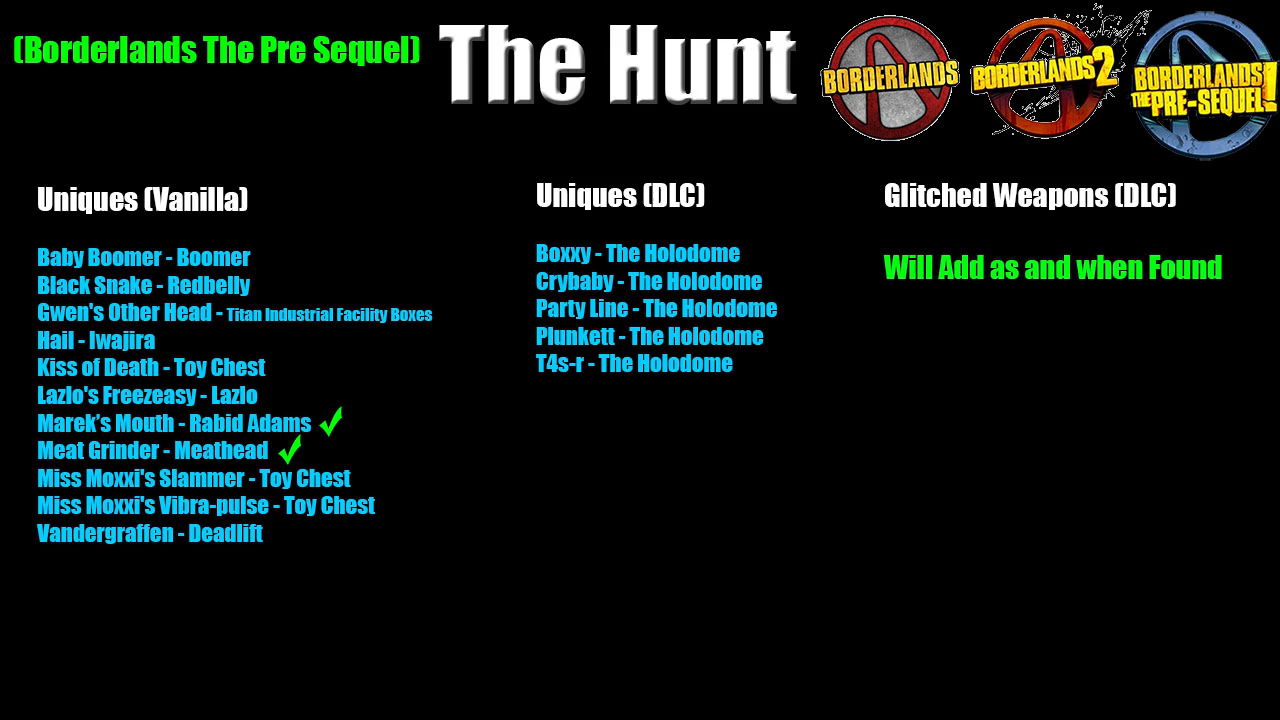 (Borderlands The Pre Sequel)
The Hunt
BORDERLANDS
BORDERLANDS 2
BORDERLANDS
THE PRE-SEQUEL!
Uniques (Vanilla)
Baby Boomer - Boomer
Black Snake - Redbelly
Gwen's Other Head - Titan Industrial Facility Boxes
Hail - Iwajira
Kiss of Death - Toy Chest
Lazlo's Freezeasy - Lazlo
Marek's Mouth - Rabid Adams
Meat Grinder - Meathead
Miss Moxxi's Slammer - Toy Chest
Miss Moxxi's Vibra-pulse - Toy Chest
Vandergraffen - Deadlift
Uniques (DLC)
Boxxy - The Holodome
Crybaby - The Holodome
Party Line - The Holodome
Plunkett - The Holodome
T4s-r - The Holodome
Glitched Weapons (DLC)
Will Add as and when Found